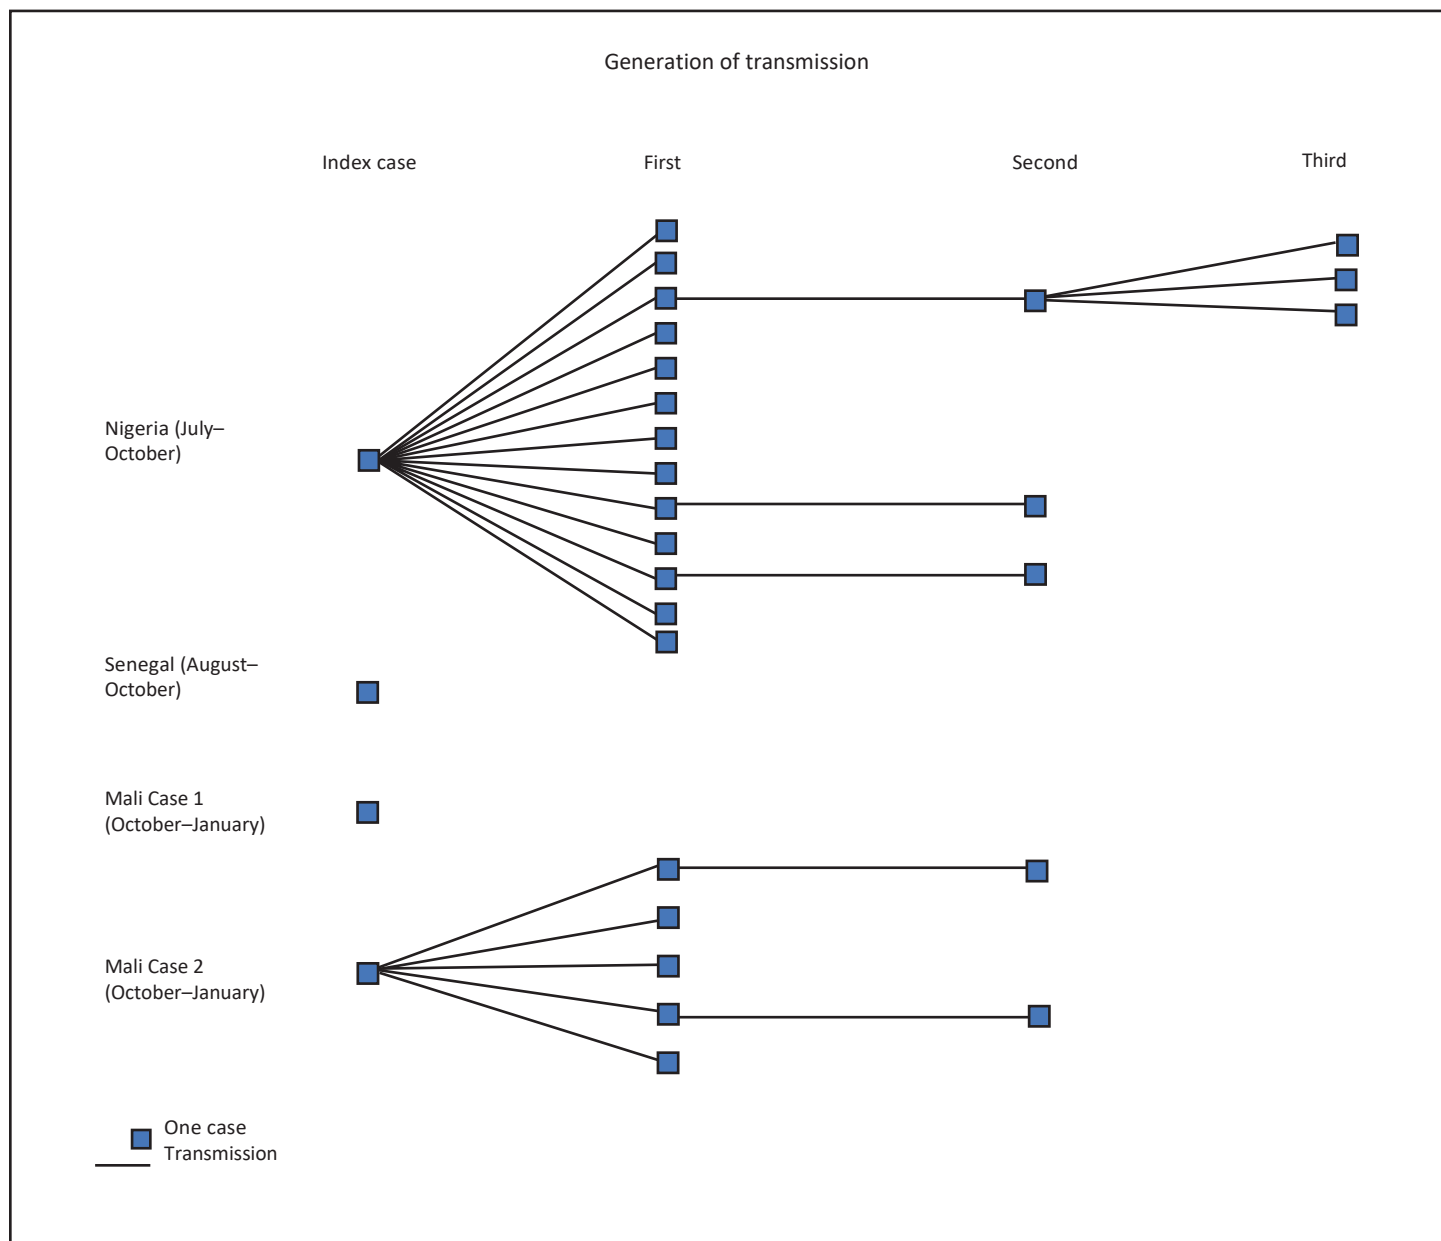 Generation of transmission
Index case
First
Second
Third
Nigeria (July–
October)
Senegal (August–
October)
Mali Case 1
(October–January)
Mali Case 2
(October–January)
One case
Transmission